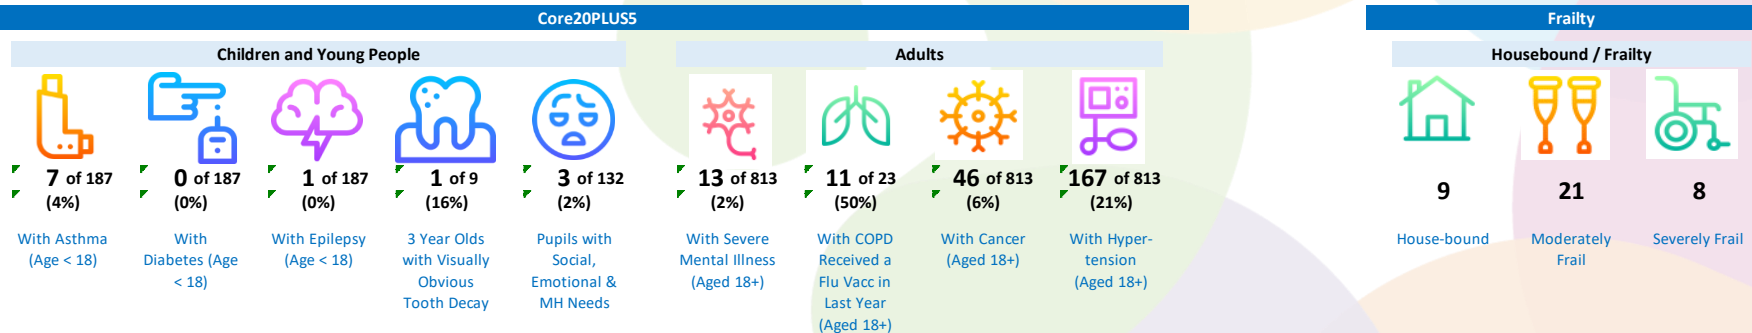 Core20PLUS5
Children and Young People
7 of 187
(4%)
With Asthma
(Age < 18)
0 of 187
(0%)
With
Diabetes (Age
< 18)
1 of 187
(0%)
With Epilepsy
(Age < 18)
1 of 9
(16%)
3 Year Olds
with Visually
Obvious
Tooth Decay
3 of 132
(2%)
Pupils with
Social,
Emotional &
MH Needs
Adults
13 of 813
(2%)
With Severe
Mental Illness
(Aged 18+)
11 of 23
(50%)
With COPD
Received a
Flu Vacc in
Last Year
(Aged 18+)
46 of 813
(6%)
With Cancer
(Aged 18+)
167 of 813
(21%)
With Hyper-
tension
(Aged 18+)
Frailty
Housebound / Frailty
9
House-bound
21
Moderately
Frail
8
Severely Frail